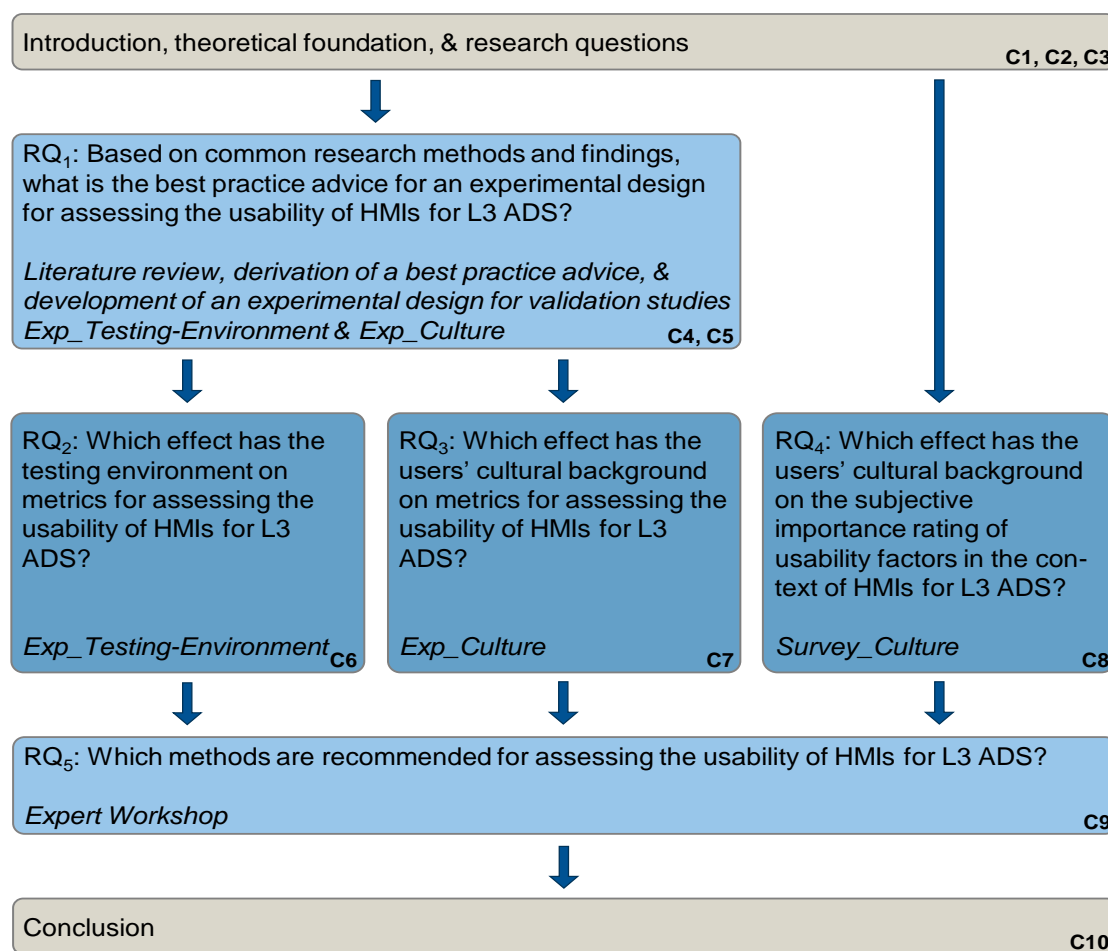 Introduction, theoretical foundation, & research questions
C1, C2, C3
RQ1: Based on common research methods and findings,
what is the best practice advice for an experimental design
for assessing the usability of HMIs for L3 ADS?
Literature review, derivation of a best practice advice, &
development of an experimental design for validation studies
Exp_Testing-Environment & Exp_Culture
C4, C5
RQ2: Which effect has the
testing environment on
metrics for assessing the
usability of HMIs for L3
ADS?
Exp_Testing-Environment
C6
RQ3: Which effect has the
users’ cultural background
on metrics for assessing the
usability of HMIs for L3
ADS?
Exp_Culture
C7
RQ4: Which effect has the
users’ cultural background
on the subjective
importance rating of
usability factors in the con-
text of HMIs for L3 ADS?
Survey_Culture
C8
RQ5: Which methods are recommended for assessing the usability of HMIs for L3 ADS?
Expert Workshop
C9
Conclusion
C10